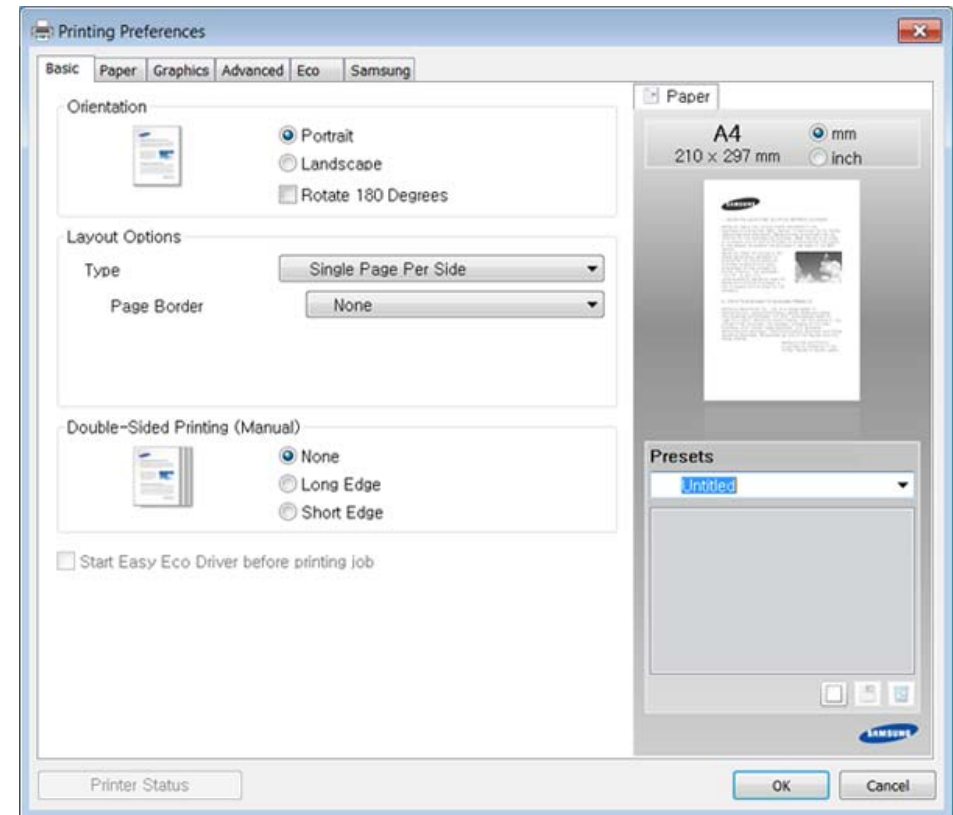 Printing Preferences
Basic Paper Graphics Advanced Eco Samsung
Orientation
Portrait
Landscape
Rotate 180 Degrees
Layout Options
Type Single Page Per Side
Page Border None
Double-Sided Printing (Manual)
None
Long Edge
Short Edge
Start Easy Eco Driver before printing job
Paper
A4
210 x 297 mm
mm
inch
SAMSUNG
Presets
Untitled
SAMSUNG
Printer Status OK Cancel